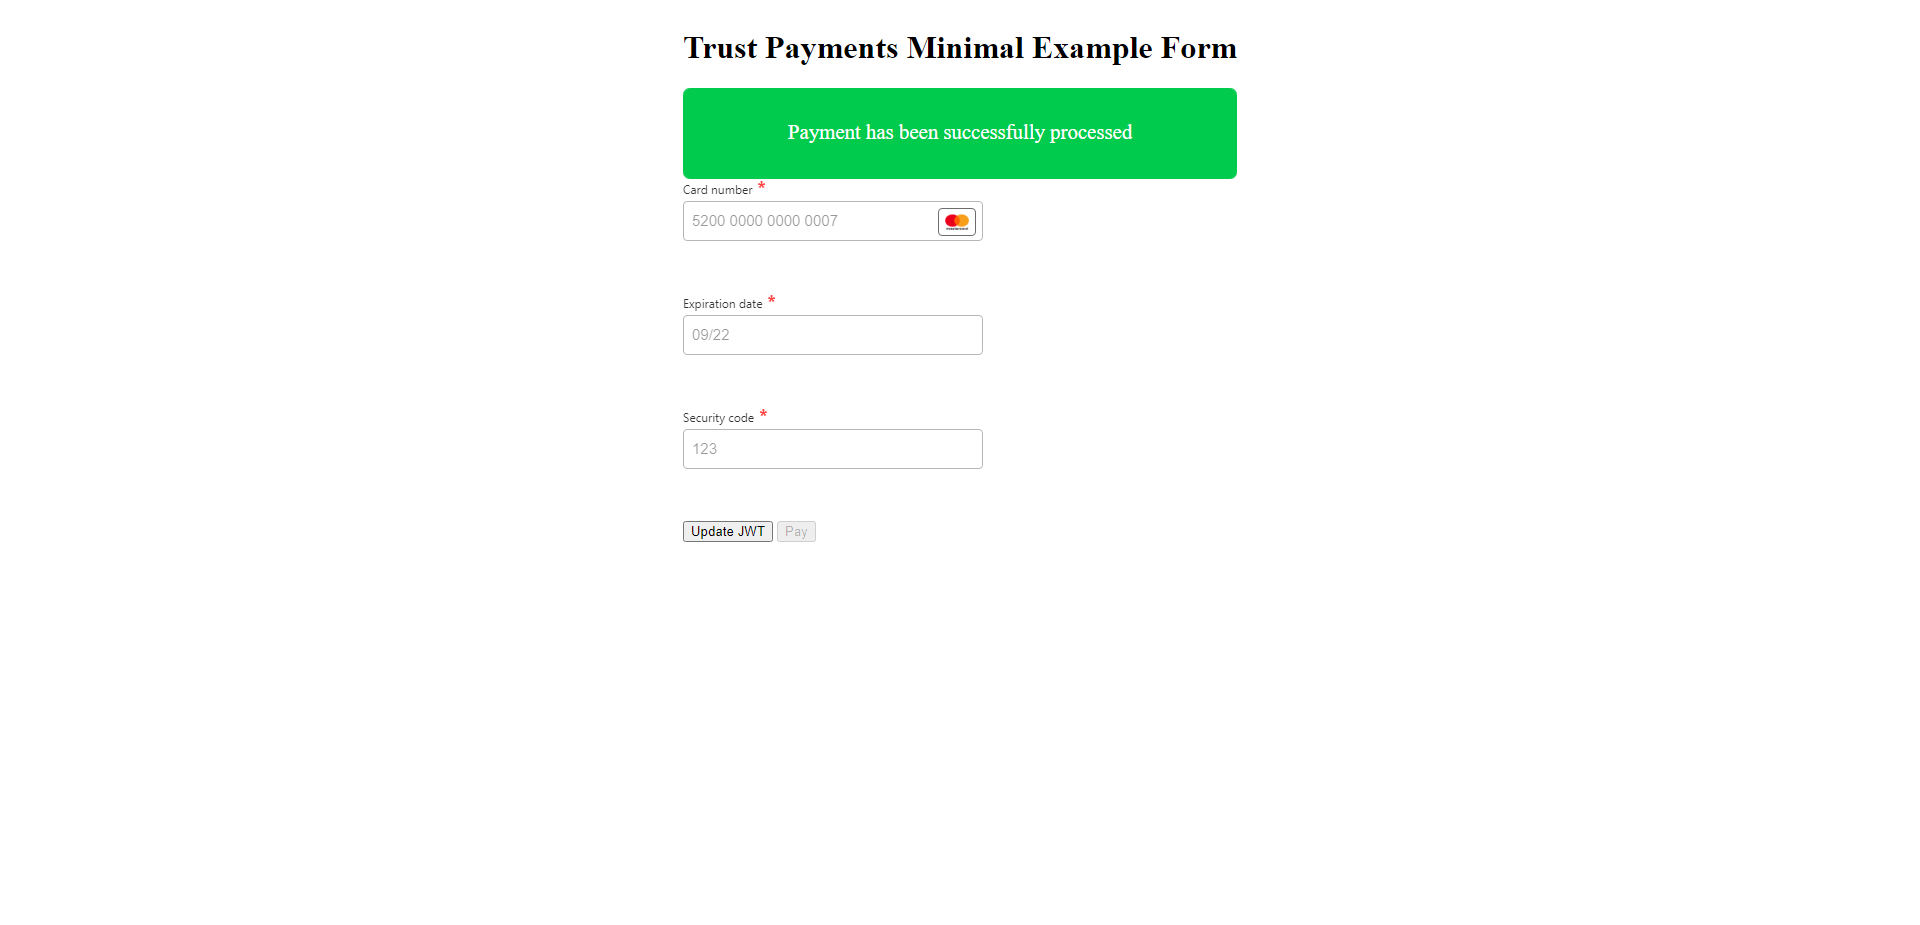 Trust Payments Minimal Example Form
Payment has been successfully processed
Card number *
5200 0000 0000 0007
Expiration date *
09/22
Security code *
123
Update JWT Pay